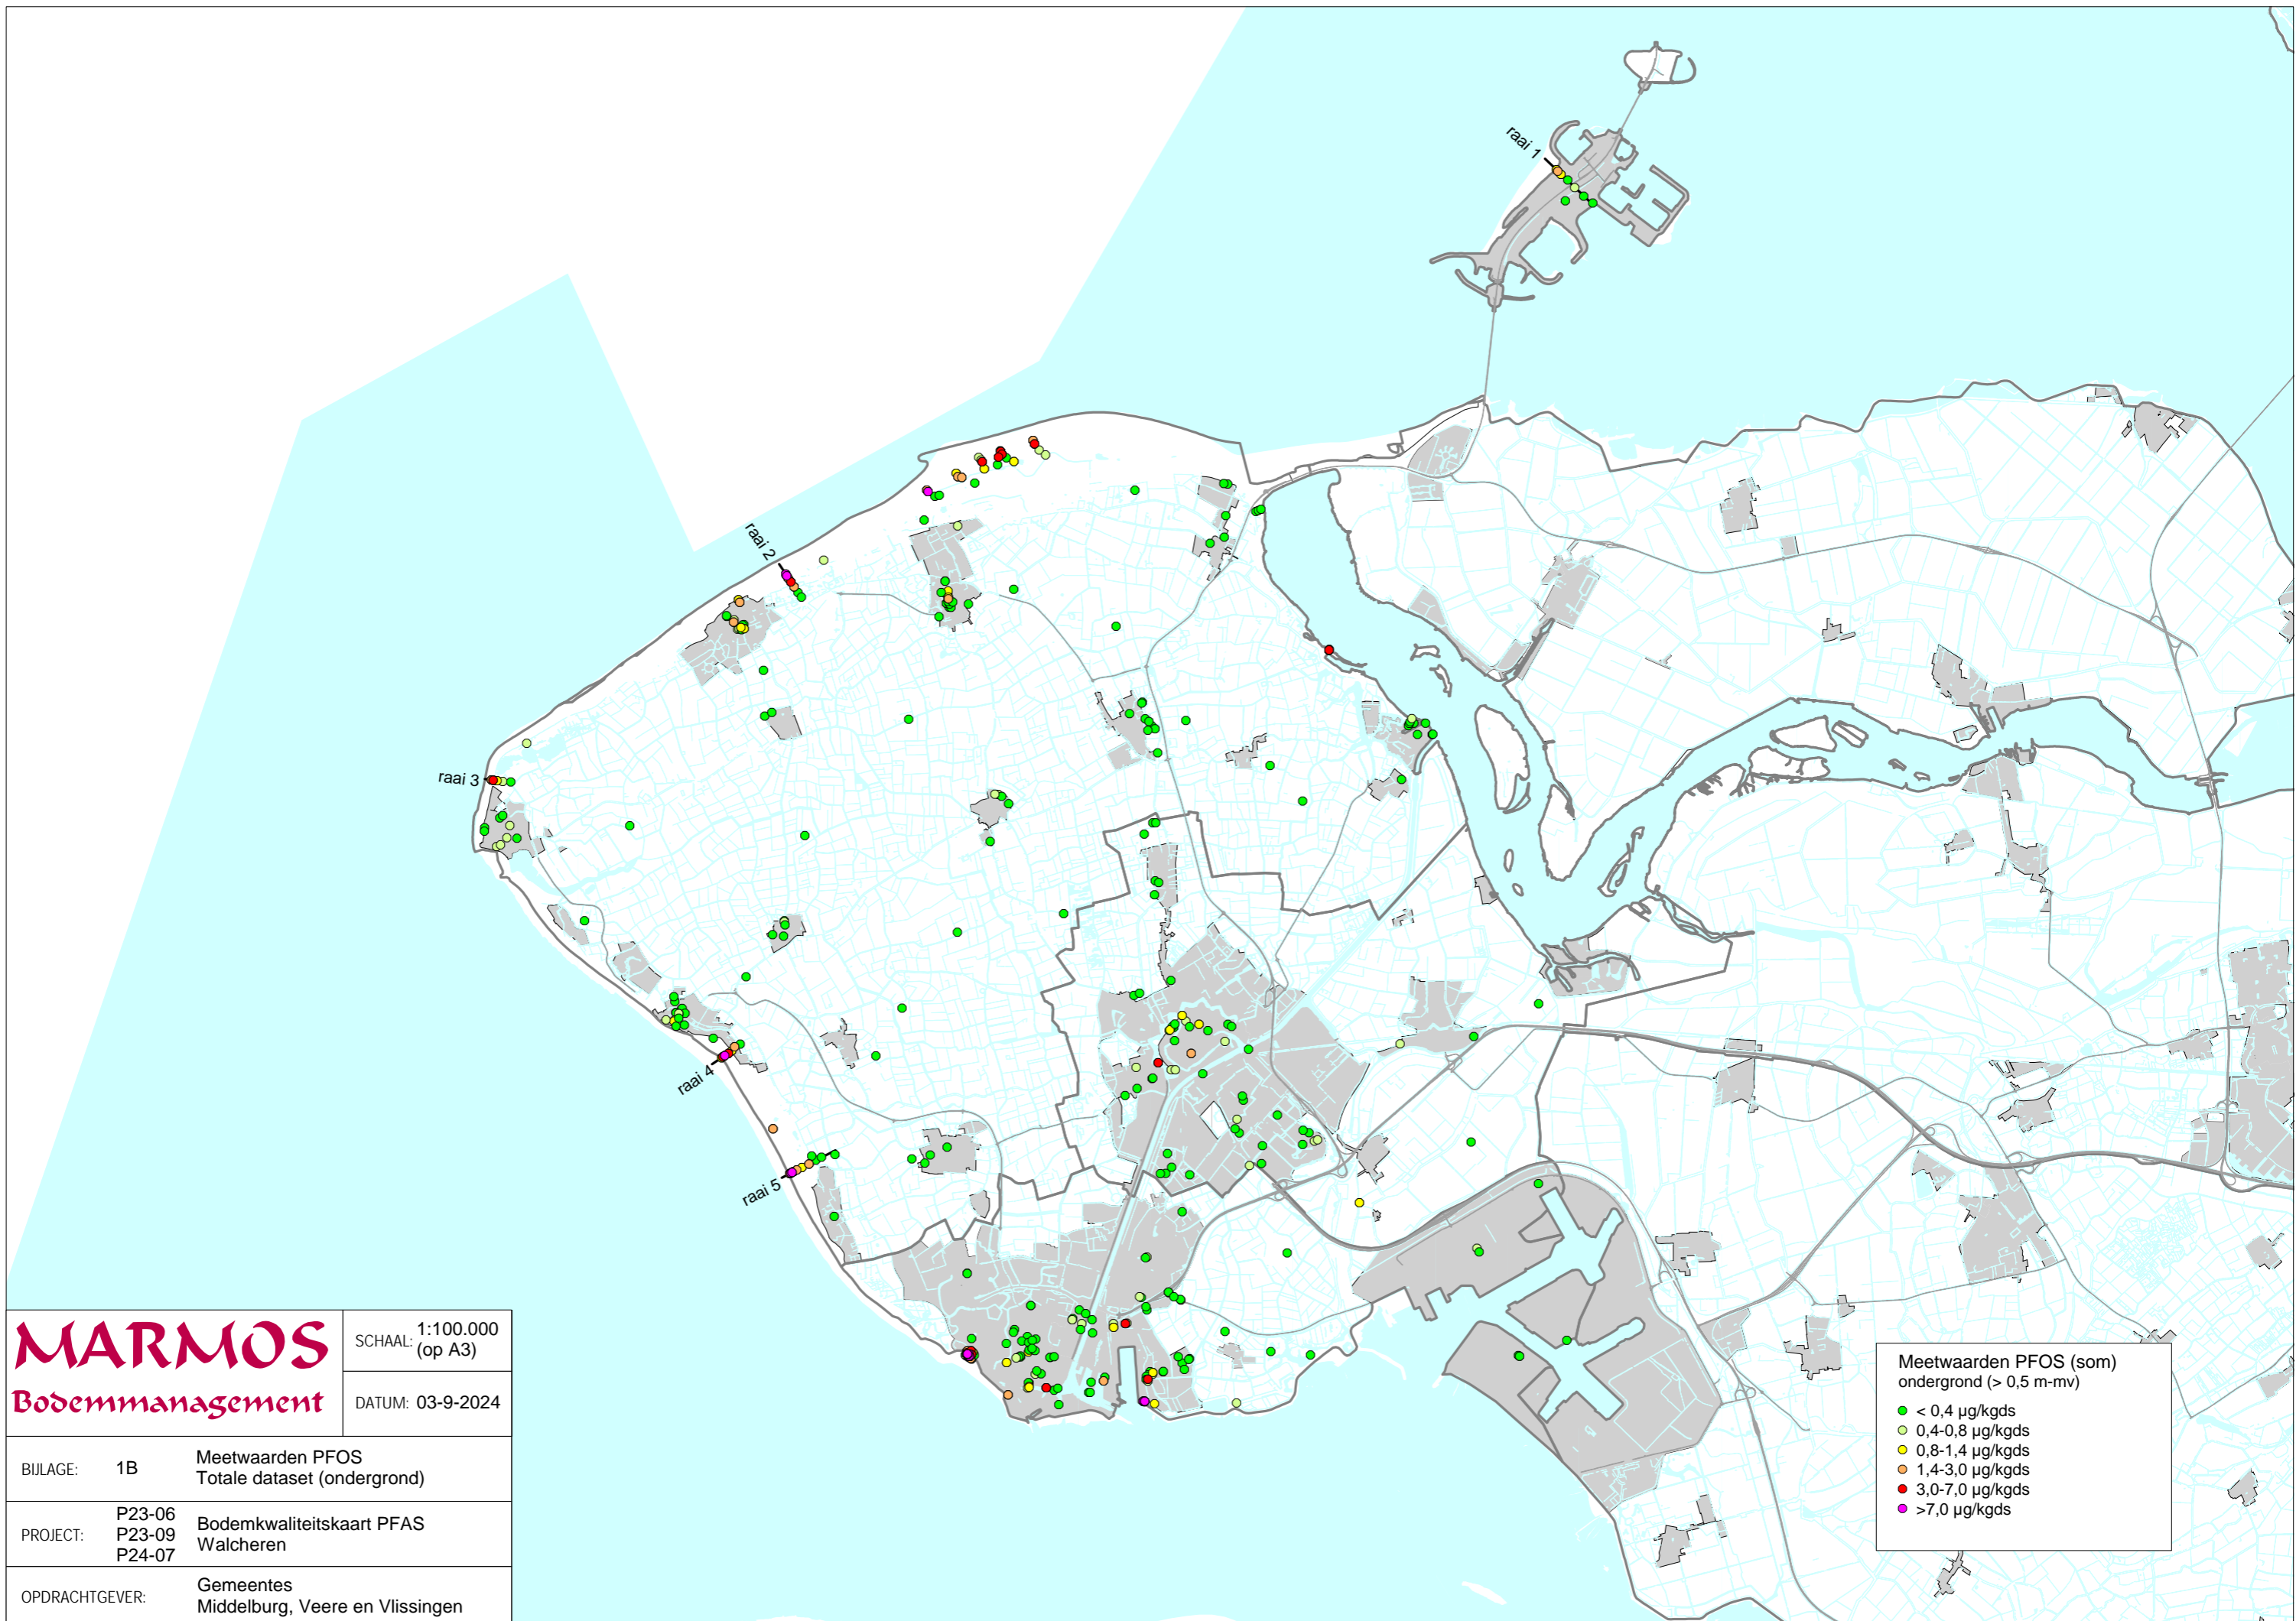 raai 1
raai 2
raai 3
raai 4
raai 5
MARMOS
Bodemmanagement
SCHAAL: 1:100.000
(op A3)
DATUM: 03-9-2024
BIJLAGE: 1B Meetwaarden PFOS
Totale dataset (ondergrond)
PROJECT: P23-06
P23-09
P24-07
Bodemkwaliteitskaart PFAS
Walcheren
OPDRACHTGEVER: Gemeentes
Middelburg, Veere en Vlissingen
Meetwaarden PFOS (som)
ondergrond (> 0,5 m-mv)
< 0,4 µg/kgds
0,4-0,8 µg/kgds
0,8-1,4 µg/kgds
1,4-3,0 µg/kgds
3,0-7,0 µg/kgds
>7,0 µg/kgds